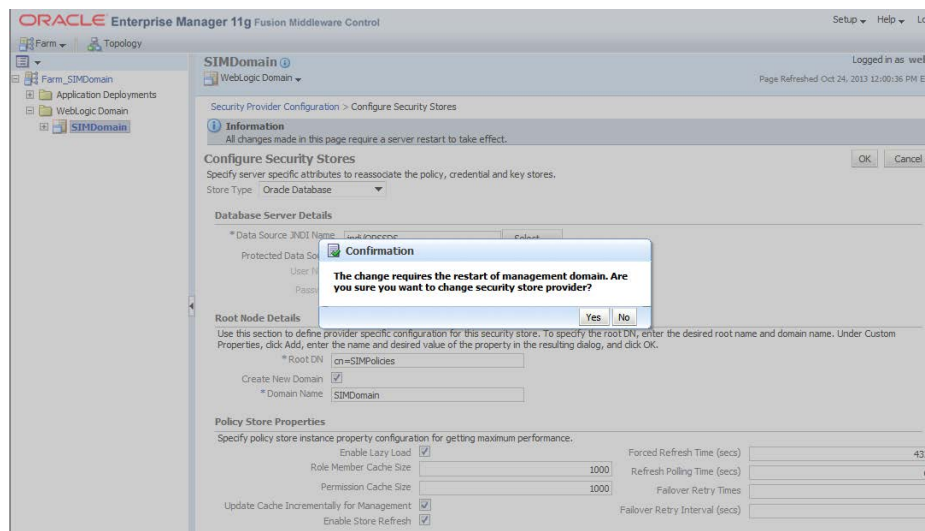 ORACLE Enterprise Manager 11g Fusion Middleware Control
Setup Help
Farm Topology
SIMDomain
Logged in as
WebLogic Domain
Page Refreshed Oct 24, 2013 12:00:36 PM
Farm_SIMDomain
Application Deployments
WebLogic Domain
SIMDomain
Security Provider Configuration > Configure Security Stores
Information
All changes made in this page require a server restart to take effect.
Configure Security Stores
OK Cancel
Specify server specific attributes to reassociate the policy, credential and key stores.
Store Type Oracle Database
Database Server Details
* Data Source JNDI Name
Select
Protected Data
Confirmation
The change requires the restart of management domain. Are
you sure you want to change security store provider?
Yes No
Root Node Details
Use this section to define provider specific configuration for this security store. To specify the root DN, enter the desired root name and domain name. Under Custom
Properties, click Add, enter the name and desired value of the property in the resulting dialog, and click OK.
* Root DN cn=SIMPolicies
Create New Domain
* Domain Name SIMDomain
Policy Store Properties
Specify policy store instance property configuration for getting maximum performance.
Enable Lazy Load
Forced Refresh Time (secs)
Role Member Cache Size 1000
Refresh Polling Time (secs)
Permission Cache Size 1000
Failover Retry Times
Update Cache Incrementally for Management
Failover Retry Interval (secs)
Enable Store Refresh